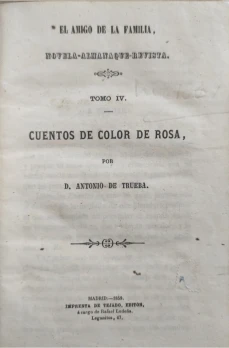 EL AMIGO DE LA FAMILIA,
NOVELA-ALMANAQUE-REVISTA.
TOMO IV.
CUENTOS DE COLOR DE ROSA,
POR
D. ANTONIO DE TRUEBA.
MADRID:—1859.
IMPRENTA DE TEJADO, EDITOR,
á cargo de Rafael Ludeña.
Leganitos, 47.